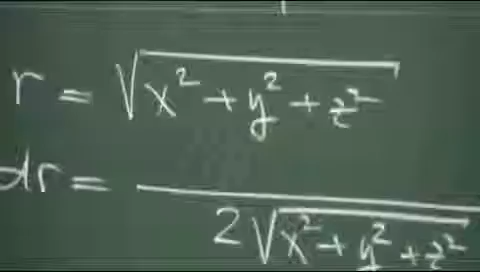 r = √x² + y² + z²
dr =
2√x² + y² + z²